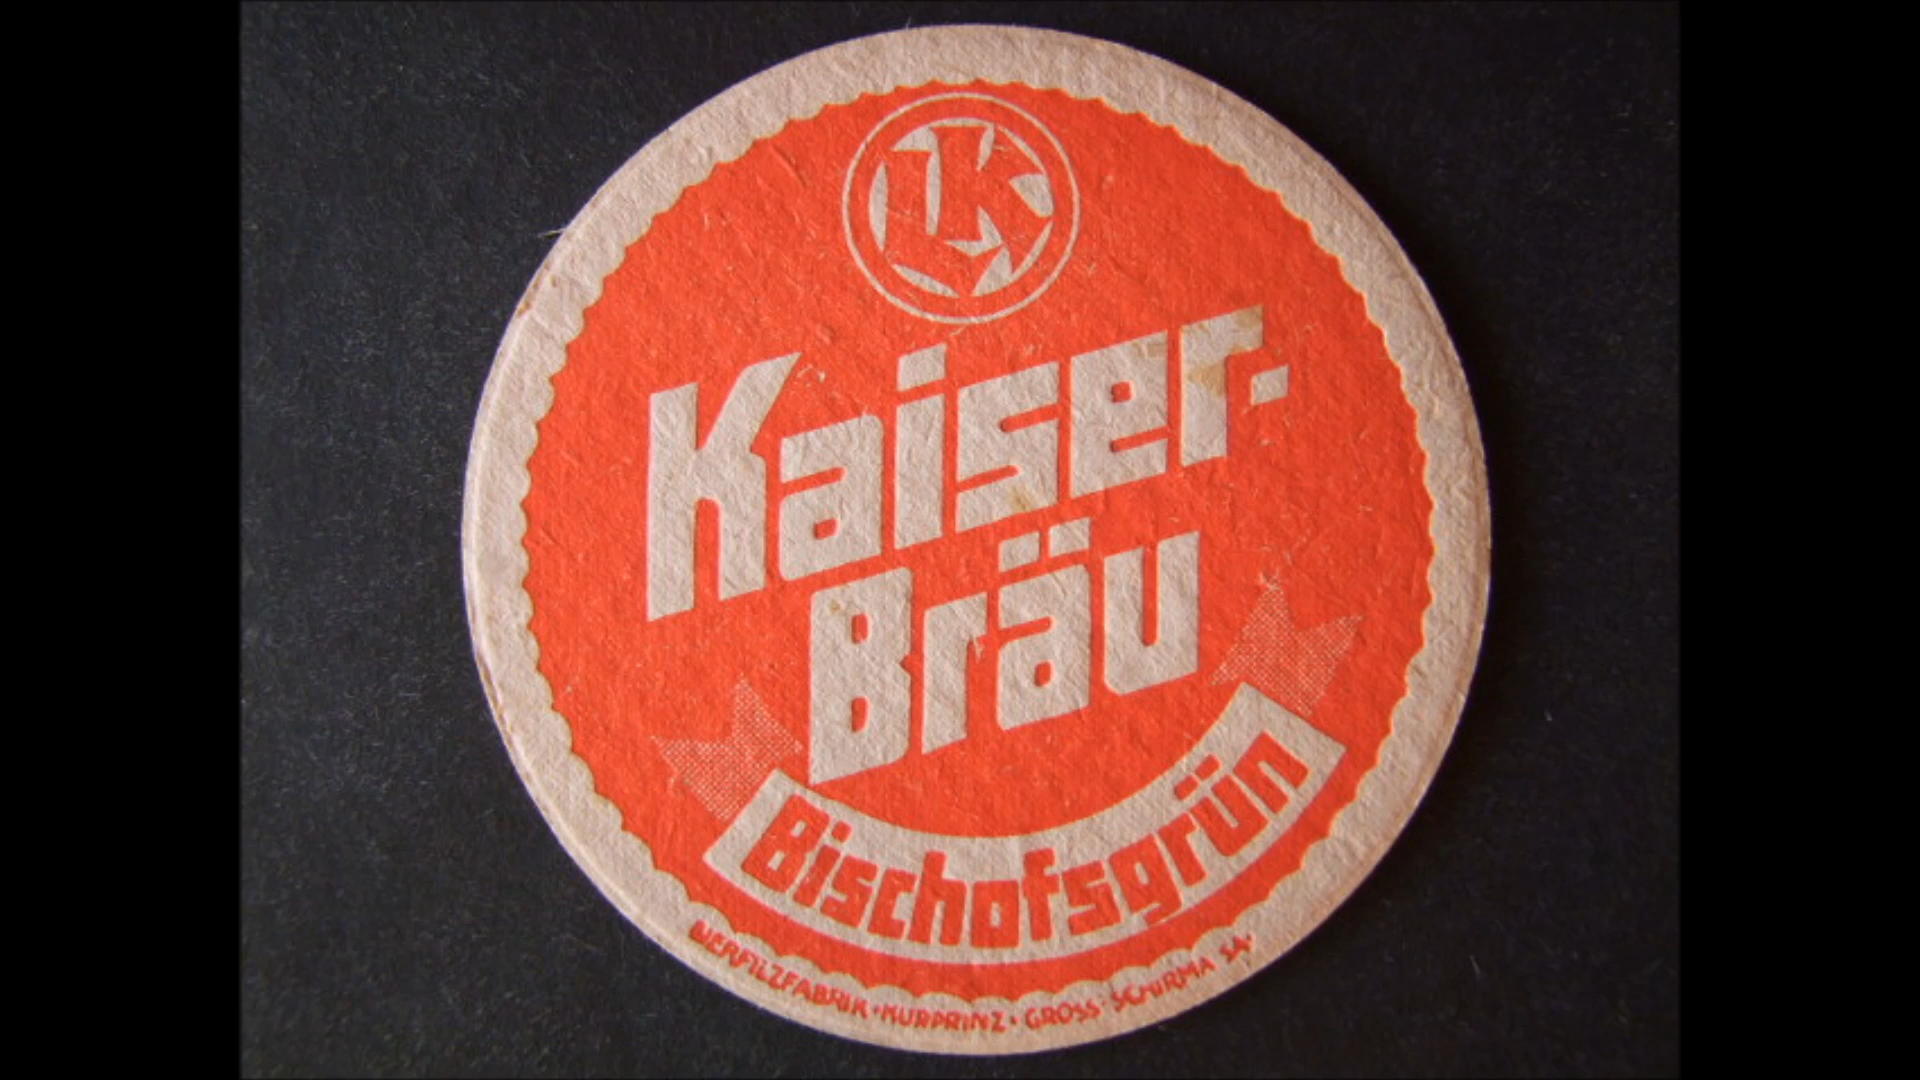 LK
Kaiser-
Bräu
Bischofsgrün
BIERFILZFABRIK · KURPRINZ · GROSS-SCHIRMA SA.